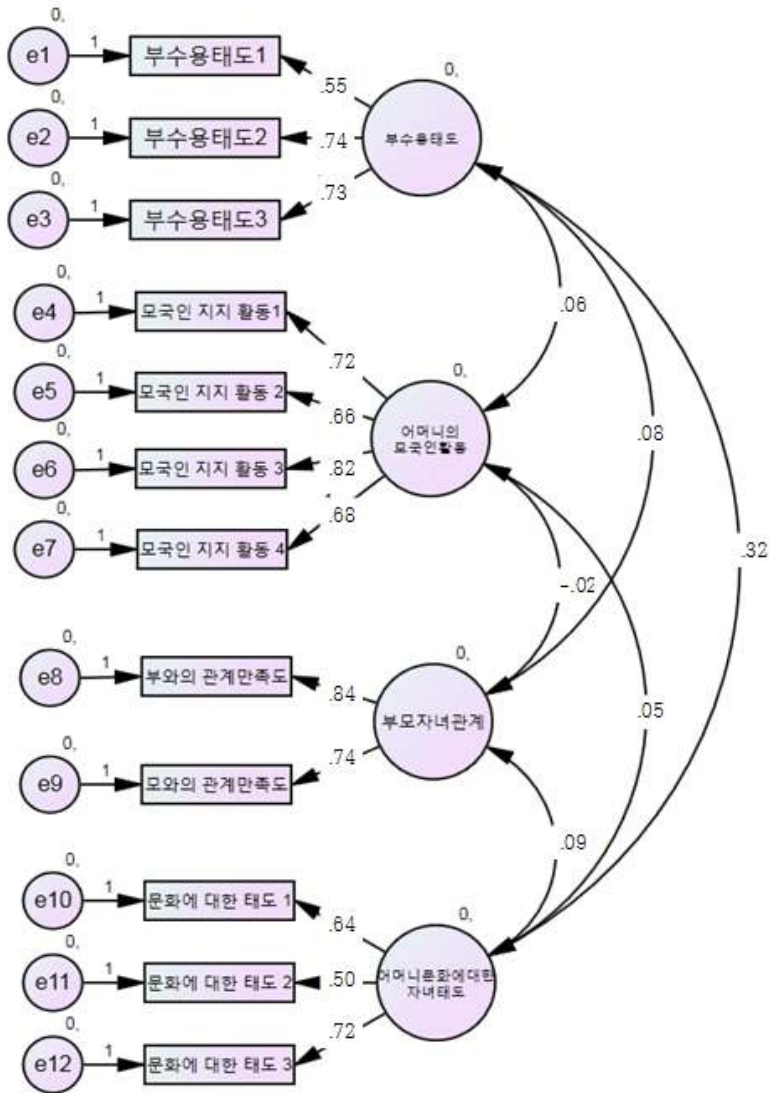 0,
e1
1
부수용태도1
0,
e2
1
부수용태도2
0,
e3
1
부수용태도3
.55
.74
.73
0,
부수용태도
0,
e4
1
모국인 지지 활동1
0,
e5
1
모국인 지지 활동 2
0,
e6
1
모국인 지지 활동 3
0,
e7
1
모국인 지지 활동 4
.72
.66
.82
.68
0,
어머니의
모국인활동
.06
.08
.32
-.02
.05
.09
0,
e8
1
부와의 관계만족도
0,
e9
1
모와의 관계만족도
.84
.74
0,
부모자녀관계
0,
e10
1
문화에 대한 태도 1
0,
e11
1
문화에 대한 태도 2
0,
e12
1
문화에 대한 태도 3
.64
.50
.72
0,
어머니문화에대한
자녀태도